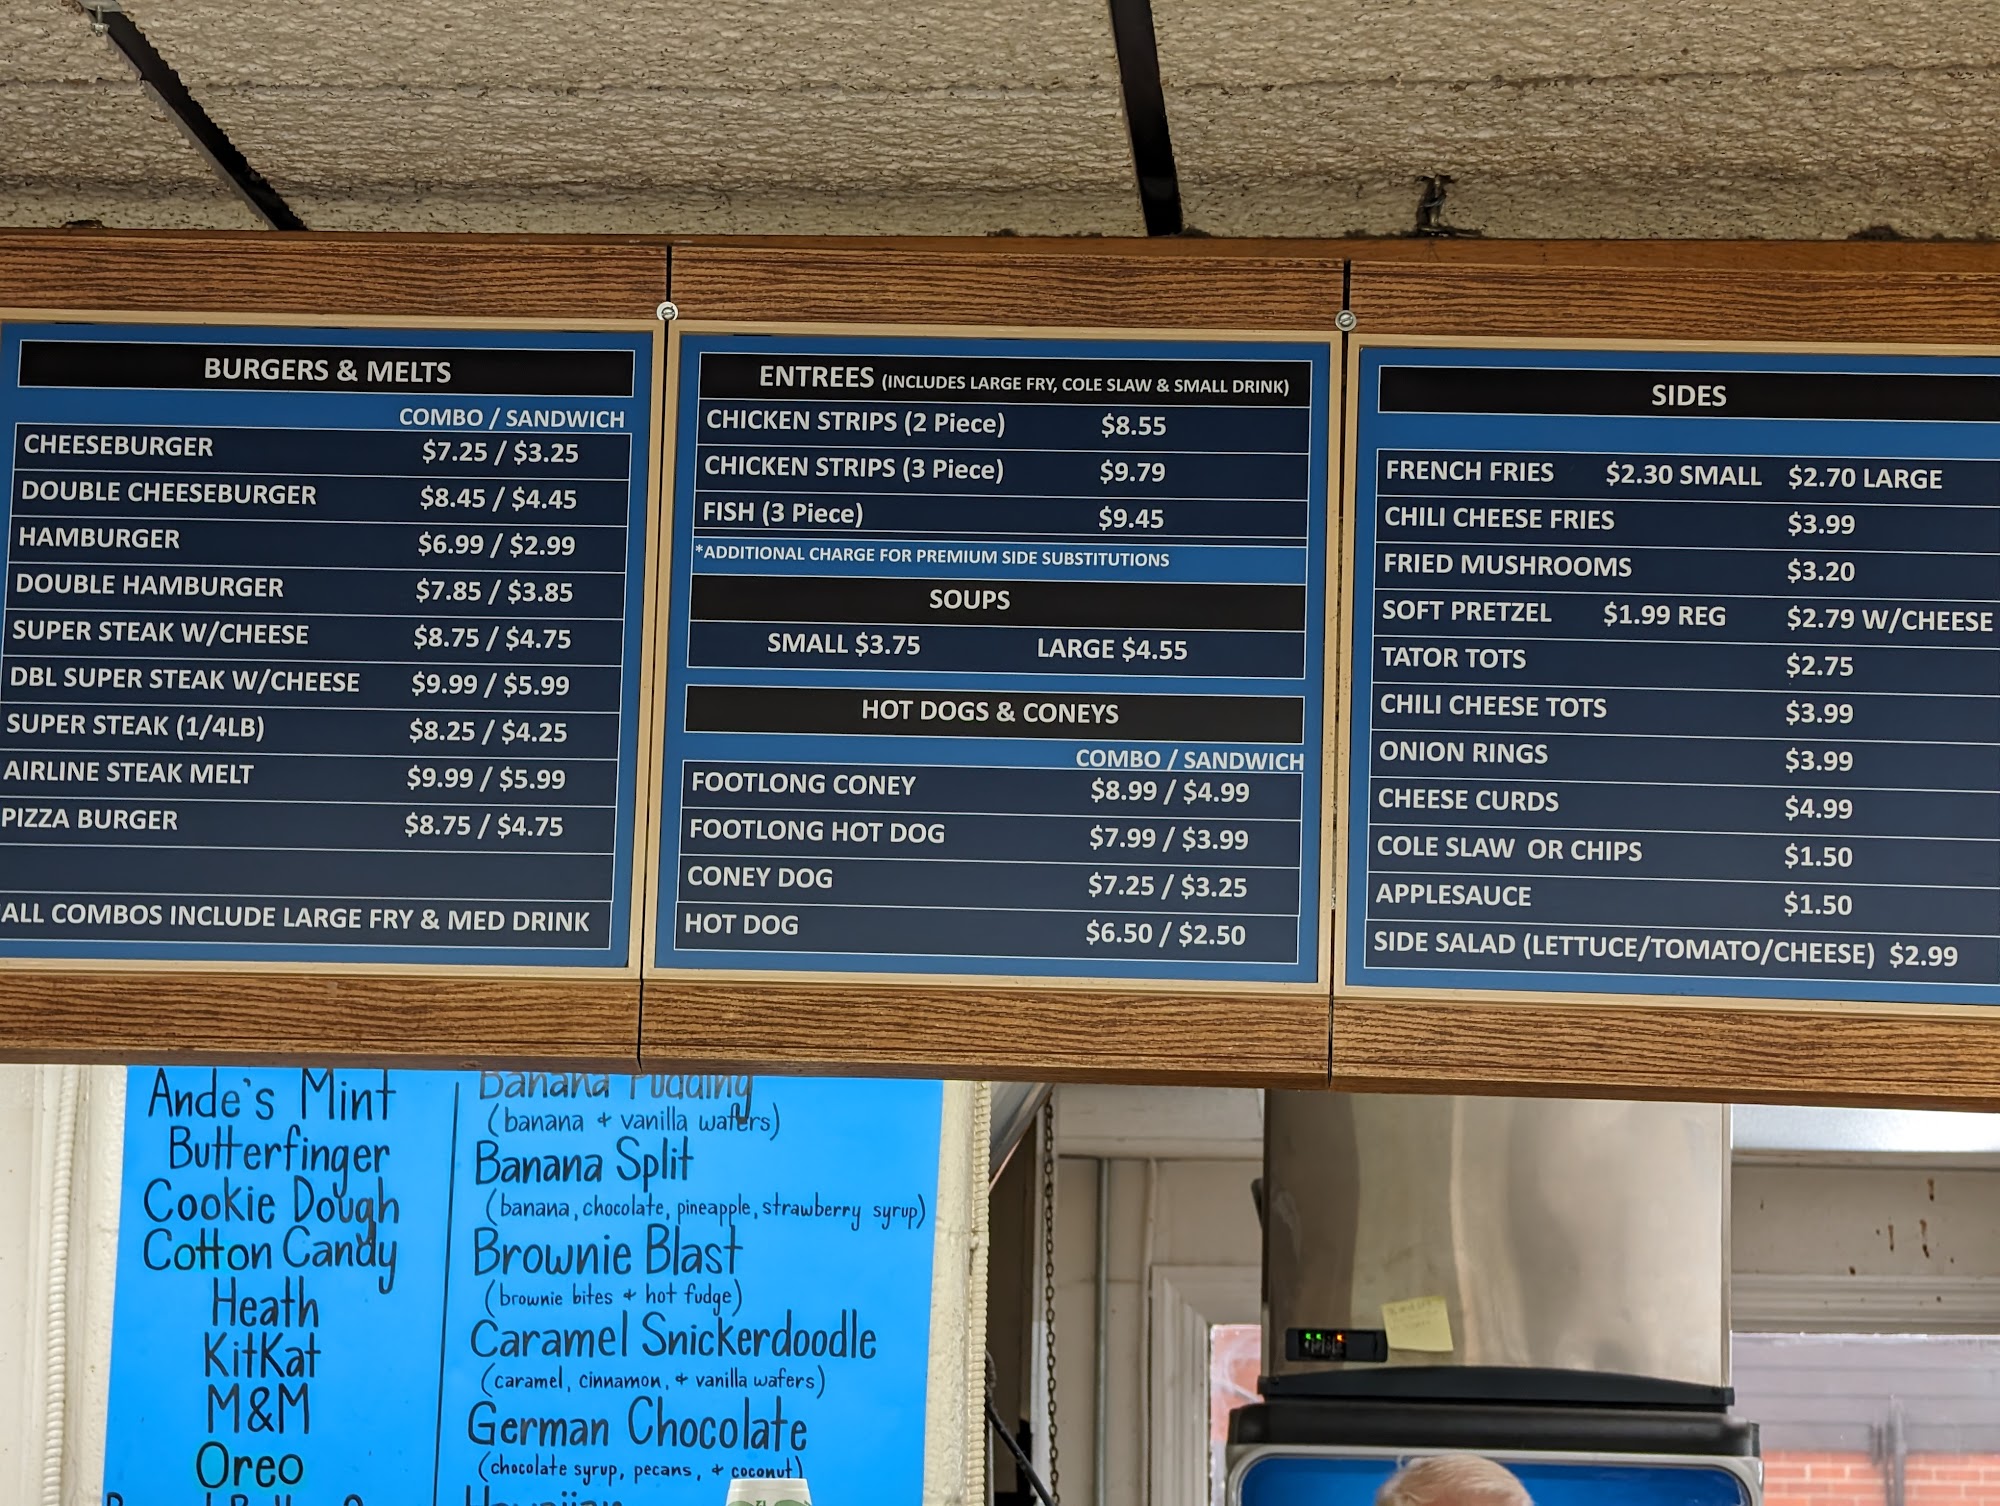 BURGERS & MELTS
COMBO / SANDWICH
CHEESEBURGER $7.25 / $3.25
DOUBLE CHEESEBURGER $8.45 / $4.45
HAMBURGER $6.99 / $2.99
DOUBLE HAMBURGER $7.85 / $3.85
SUPER STEAK W/CHEESE $8.75 / $4.75
DBL SUPER STEAK W/CHEESE $9.99 / $5.99
SUPER STEAK (1/4LB) $8.25 / $4.25
AIRLINE STEAK MELT $9.99 / $5.99
PIZZA BURGER $8.75 / $4.75
ALL COMBOS INCLUDE LARGE FRY & MED DRINK
ENTREES (INCLUDES LARGE FRY, COLE SLAW & SMALL DRINK)
CHICKEN STRIPS (2 Piece) $8.55
CHICKEN STRIPS (3 Piece) $9.79
FISH (3 Piece) $9.45
*ADDITIONAL CHARGE FOR PREMIUM SIDE SUBSTITUTIONS
SOUPS
SMALL $3.75 LARGE $4.55
HOT DOGS & CONEYS
COMBO / SANDWICH
FOOTLONG CONEY $8.99 / $4.99
FOOTLONG HOT DOG $7.99 / $3.99
CONEY DOG $7.25 / $3.25
HOT DOG $6.50 / $2.50
SIDES
FRENCH FRIES $2.30 SMALL $2.70 LARGE
CHILI CHEESE FRIES $3.99
FRIED MUSHROOMS $3.20
SOFT PRETZEL $1.99 REG $2.79 W/CHEESE
TATOR TOTS $2.75
CHILI CHEESE TOTS $3.99
ONION RINGS $3.99
CHEESE CURDS $4.99
COLE SLAW OR CHIPS $1.50
APPLESAUCE $1.50
SIDE SALAD (LETTUCE/TOMATO/CHEESE) $2.99
Ande's Mint
Butterfinger
Cookie Dough
Cotton Candy
Heath
KitKat
M&M
Oreo
Banana Pudding
(banana + vanilla wafers)
Banana Split
(banana, chocolate, pineapple, strawberry syrup)
Brownie Blast
(brownie bites + hot fudge)
Caramel Snickerdoodle
(caramel, cinnamon, + vanilla wafers)
German Chocolate
(chocolate syrup, pecans, + coconut)
Hawaiian